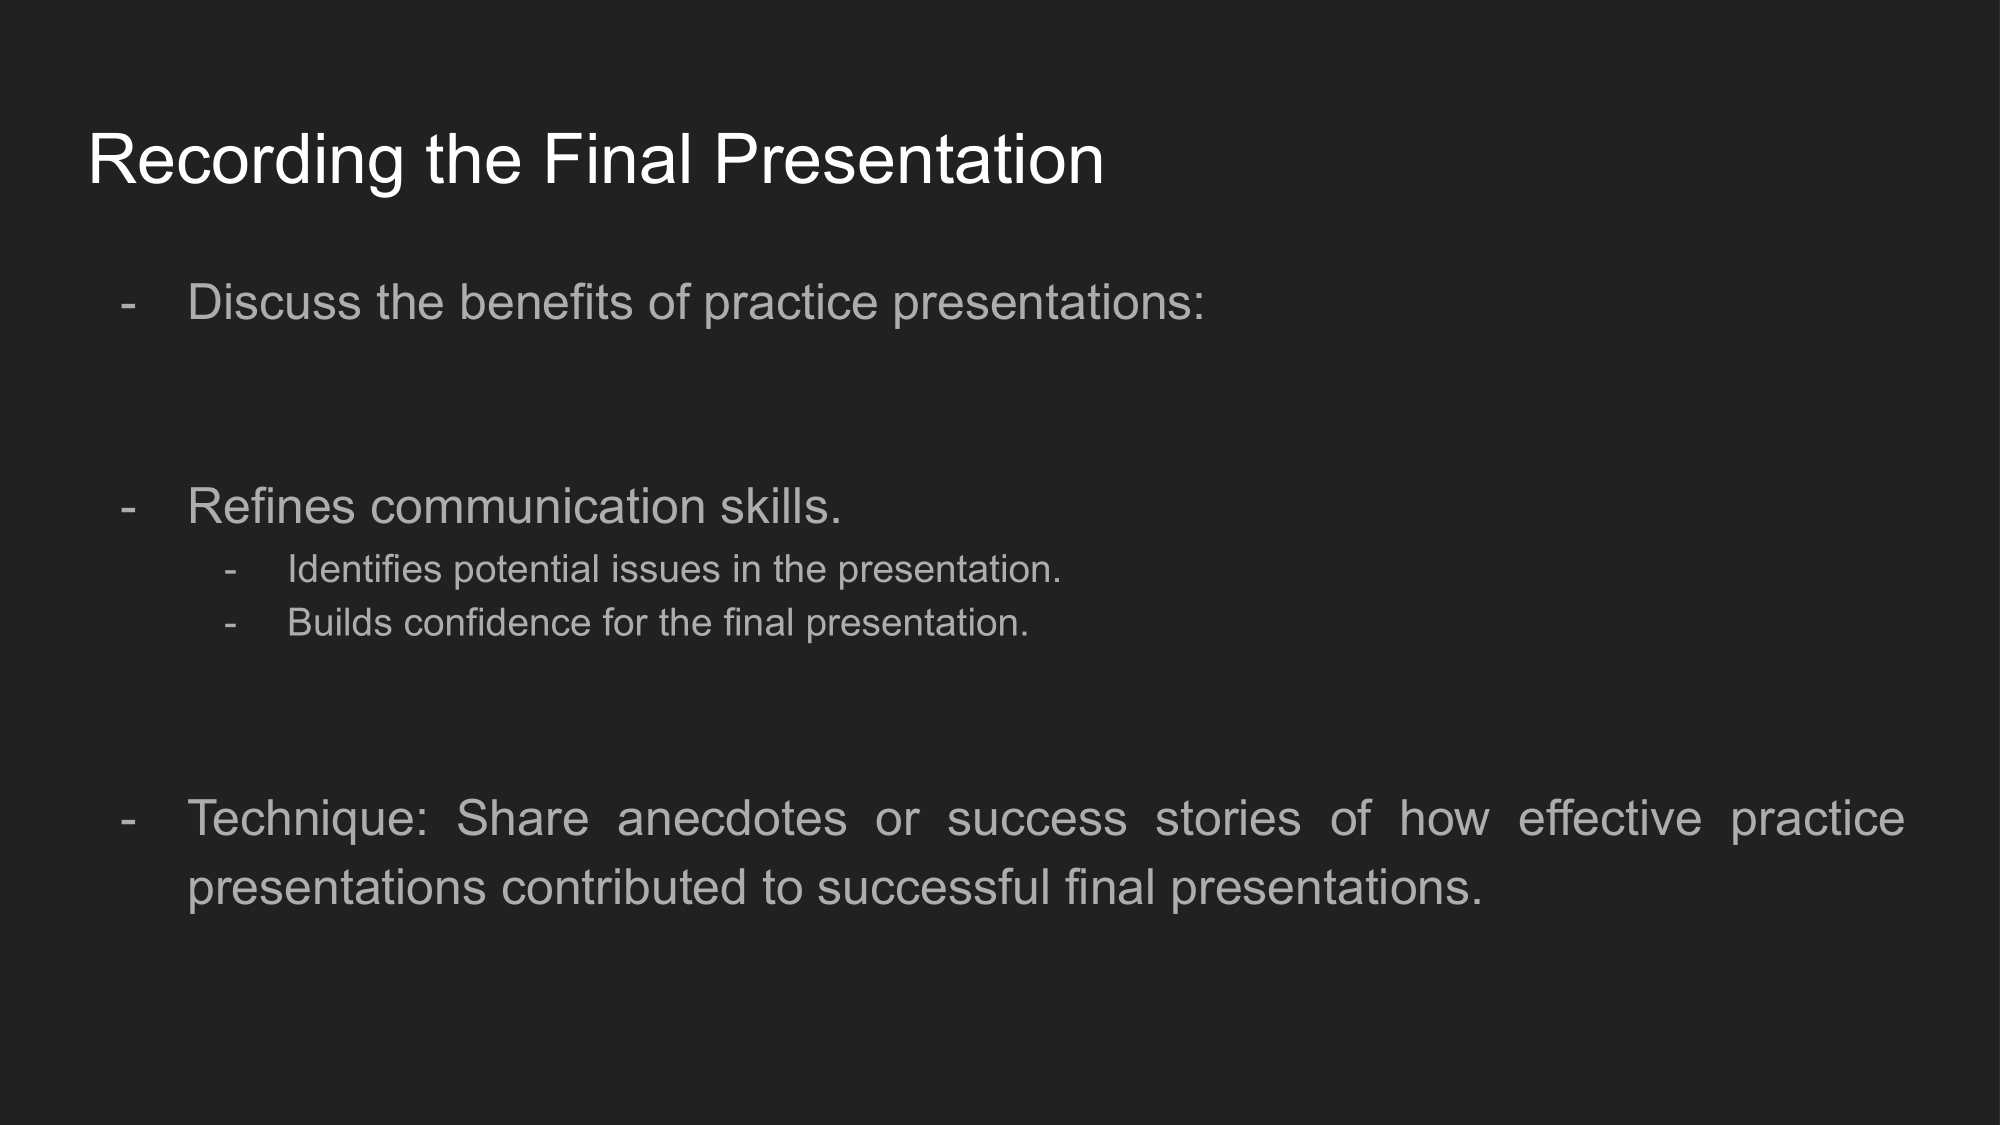 Recording the Final Presentation
- Discuss the benefits of practice presentations:
- Refines communication skills.
- Identifies potential issues in the presentation.
- Builds confidence for the final presentation.
- Technique: Share anecdotes or success stories of how effective practice
presentations contributed to successful final presentations.